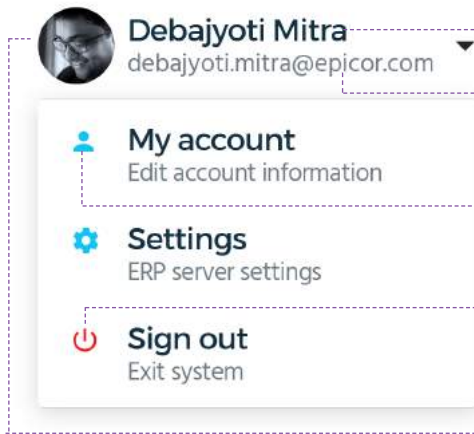 Debajyoti Mitra
debajyoti.mitra@epicor.com
My account
Edit account information
Settings
ERP server settings
Sign out
Exit system